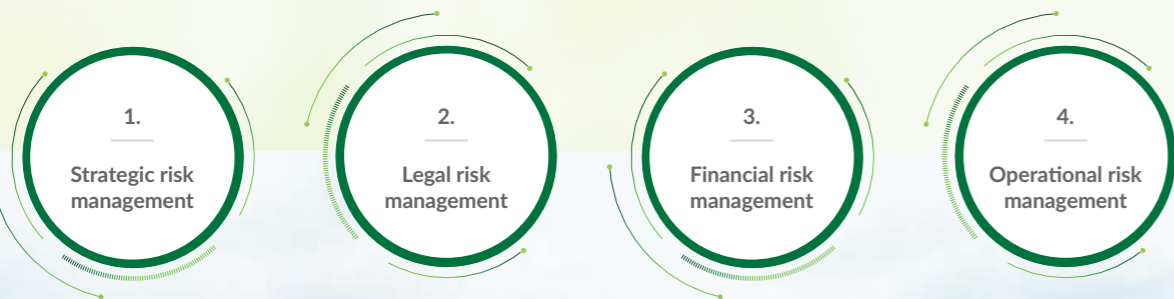 1.
Strategic risk
management
2.
Legal risk
management
3.
Financial risk
management
4.
Operational risk
management